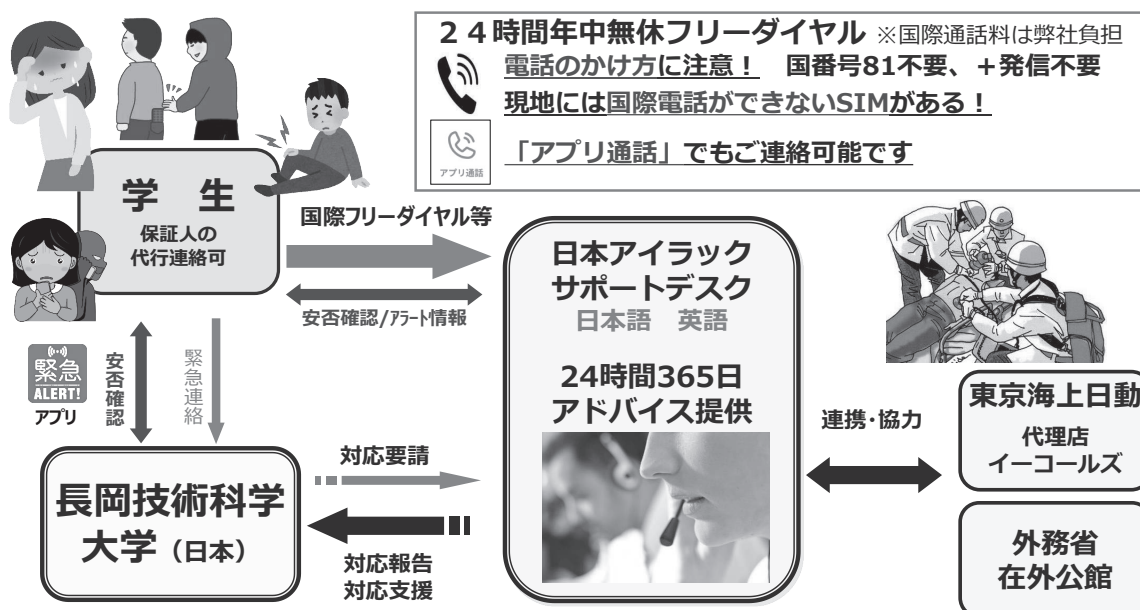 ２４時間年中無休フリーダイヤル ※国際通話料は弊社負担
電話のかけ方に注意！ 国番号81不要、＋発信不要
現地には国際電話ができないSIMがある！
アプリ通話
「アプリ通話」でもご連絡可能です
学 生
保証人の
代行連絡可
国際フリーダイヤル等
安否確認/アラート情報
日本アイラック
サポートデスク
日本語 英語
24時間365日
アドバイス提供
緊急
ALERT!
アプリ
安否確認
緊急連絡
長岡技術科学
大学（日本）
対応要請
対応報告
対応支援
連携・協力
東京海上日動
代理店
イーコールズ
外務省
在外公館